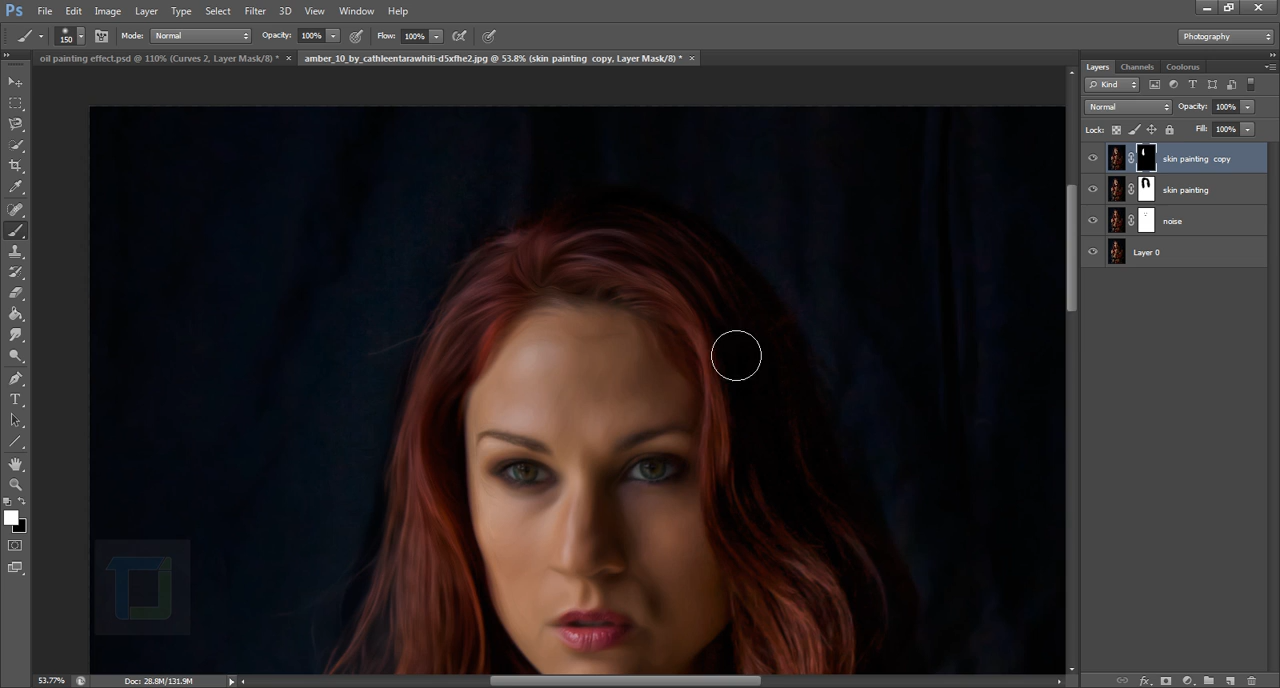 Ps File Edit Image Layer Type Select Filter 3D View Window Help
150 Mode: Normal Opacity: 100% Flow: 100% Photography
oil painting effect.psd @ 110% (Curves 2, Layer Mask/8) * × amber_10_by_cathleentarawhiti-d5xfhe2.jpg @ 53.8% (skin painting copy, Layer Mask/8) * ×
Layers Channels Coolorus
Kind
Normal Opacity: 100%
Lock: Fill: 100%
skin painting copy
skin painting
noise
Layer 0
53.77% Doc: 28.8M/131.9M